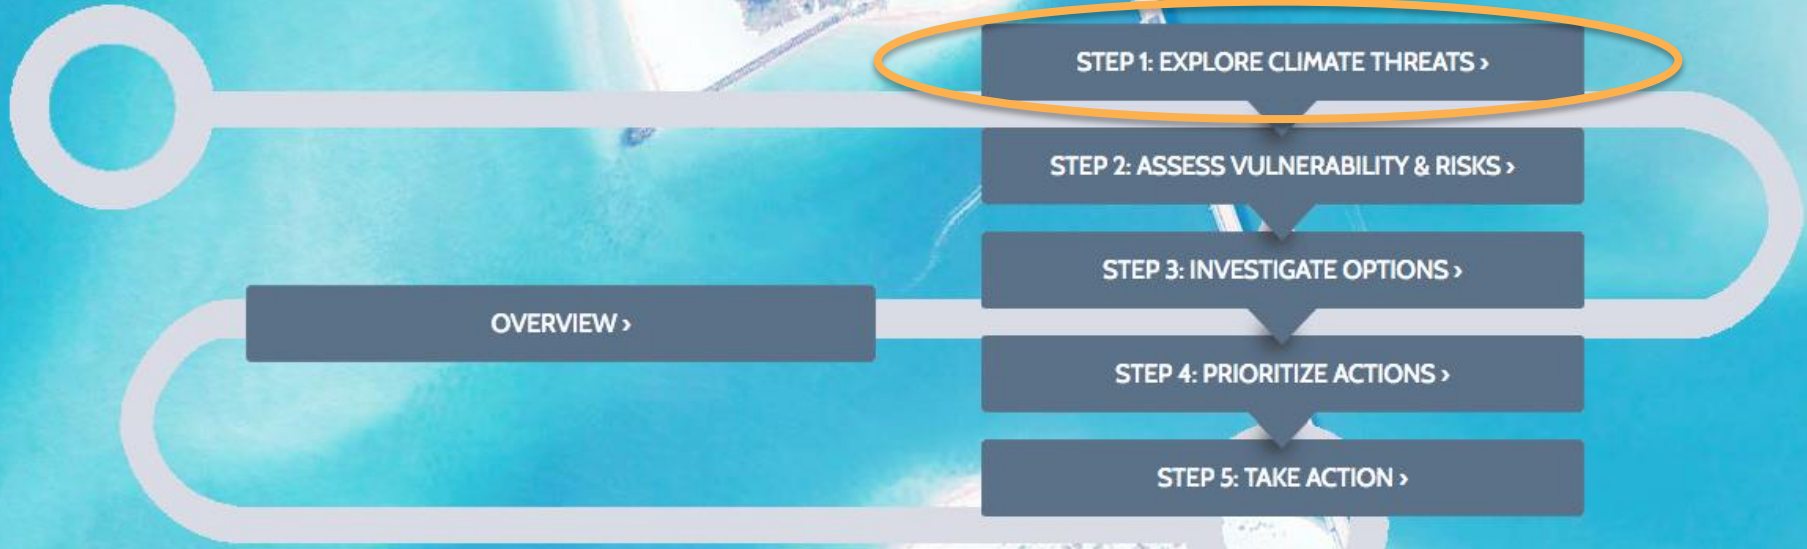 STEP 1: EXPLORE CLIMATE THREATS ›
STEP 2: ASSESS VULNERABILITY & RISKS ›
STEP 3: INVESTIGATE OPTIONS ›
OVERVIEW ›
STEP 4: PRIORITIZE ACTIONS ›
STEP 5: TAKE ACTION ›